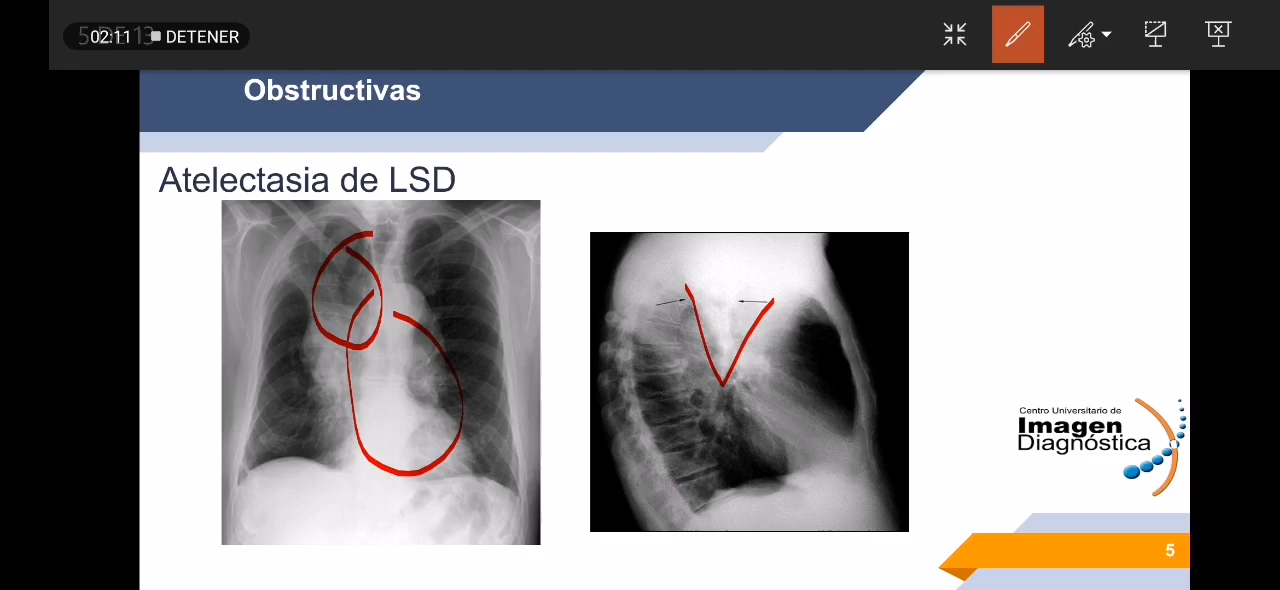 02:11 DETENER
Obstructivas
Atelectasia de LSD
Centro Universitario de
Imagen
Diagnóstica
5